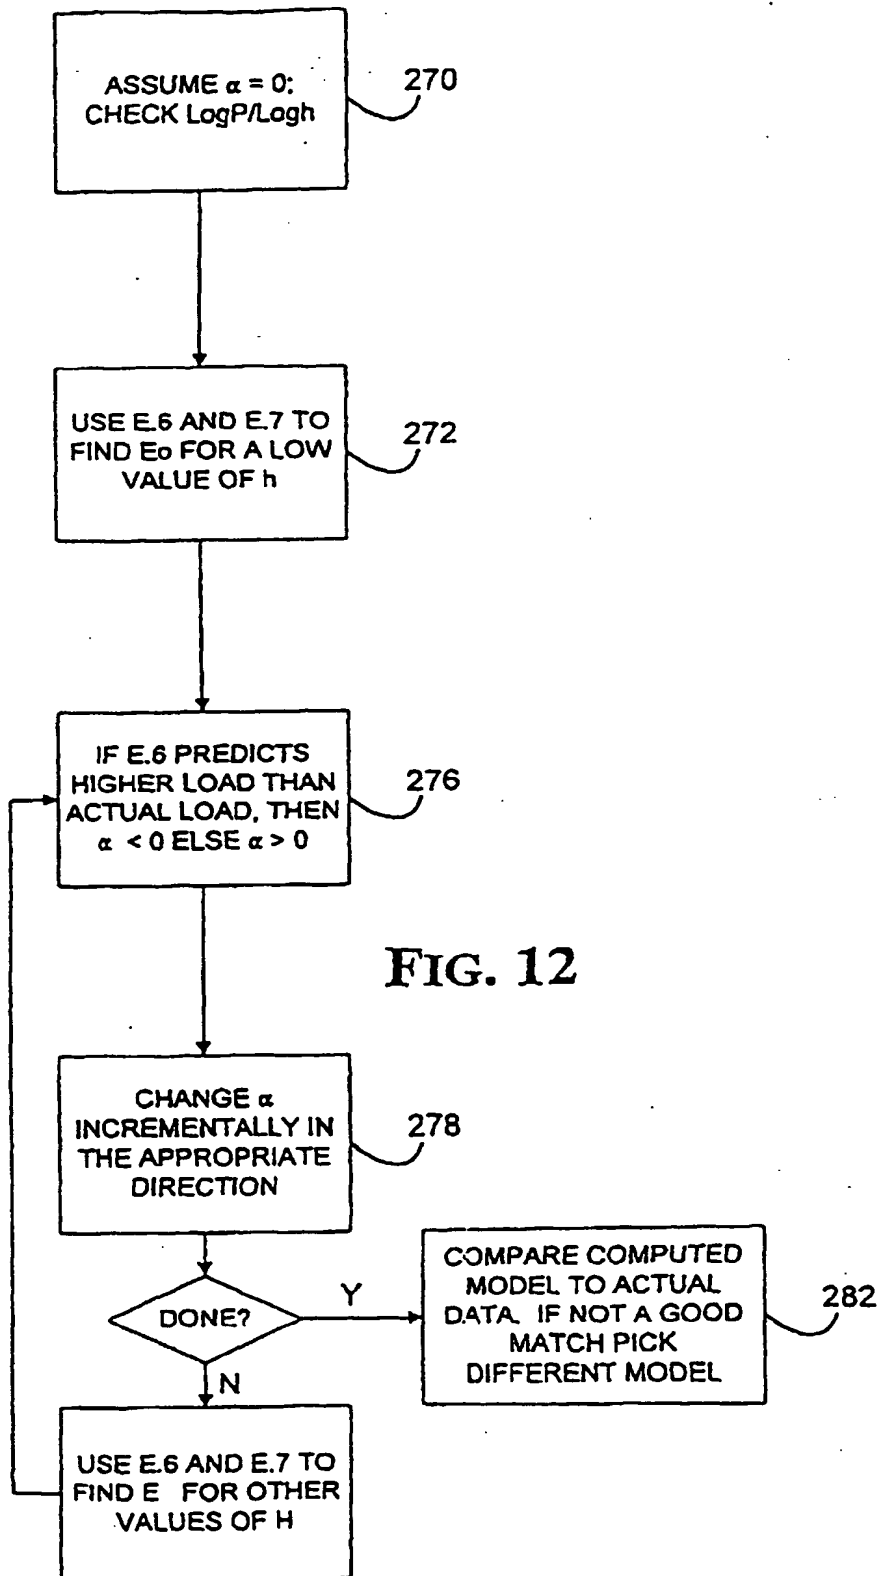 ASSUME α = 0;
CHECK LogP/Logh
270
USE E.6 AND E.7 TO
FIND Eo FOR A LOW
VALUE OF h
272
IF E.6 PREDICTS
HIGHER LOAD THAN
ACTUAL LOAD, THEN
α < 0 ELSE α > 0
276
FIG. 12
CHANGE α
INCREMENTALLY IN
THE APPROPRIATE
DIRECTION
278
DONE?
Y
N
COMPARE COMPUTED
MODEL TO ACTUAL
DATA. IF NOT A GOOD
MATCH PICK
DIFFERENT MODEL
282
USE E.6 AND E.7 TO
FIND E FOR OTHER
VALUES OF H